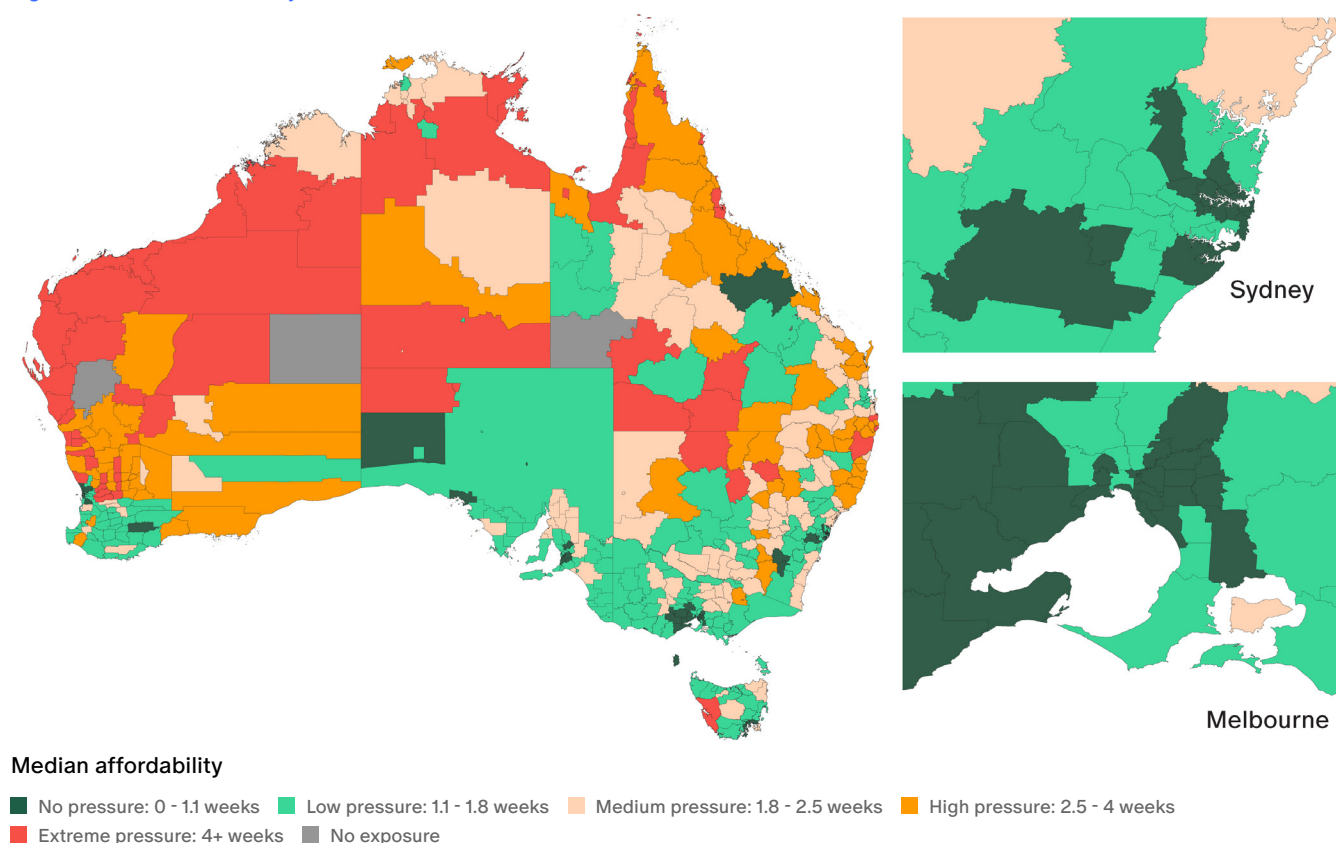 Sydney
Melbourne
Median affordability
No pressure: 0 - 1.1 weeks
Low pressure: 1.1 - 1.8 weeks
Medium pressure: 1.8 - 2.5 weeks
High pressure: 2.5 - 4 weeks
Extreme pressure: 4+ weeks
No exposure